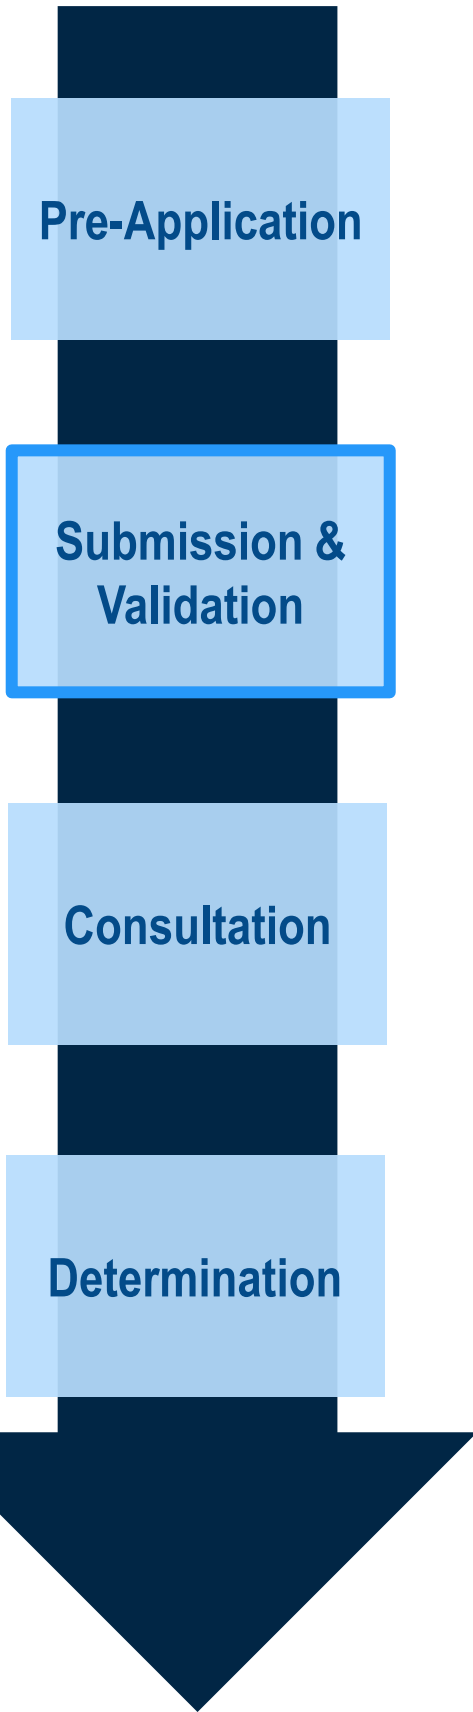 Pre-Application
Submission &
Validation
Consultation
Determination